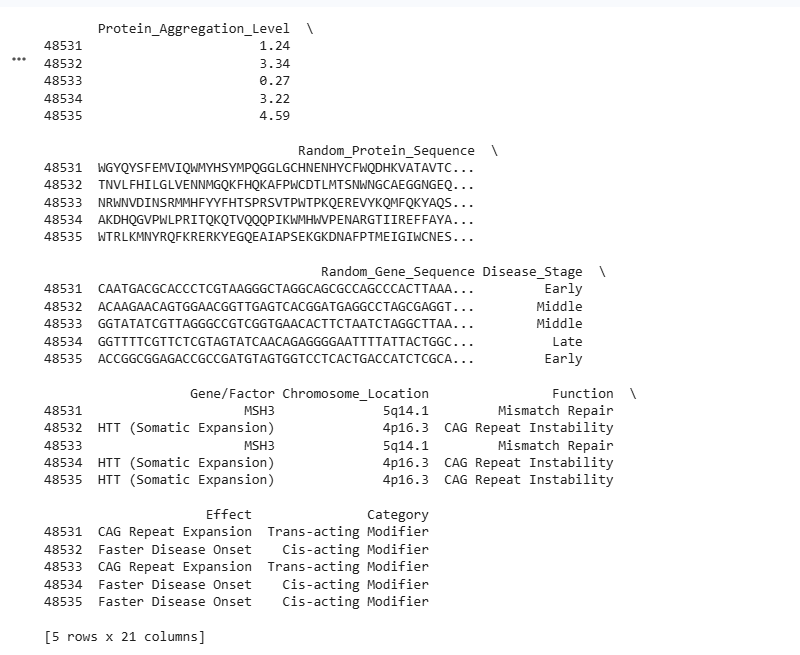 Protein_Aggregation_Level \
48531 1.24
48532 3.34
48533 0.27
48534 3.22
48535 4.59
Random_Protein_Sequence \
48531 WGYQYSFEMVIQWMYHSYMPQGGLGCHNENHYCFWQDHKVATAVTC...
48532 TNVLFHILGLVENNMGQKFHQKAFPWCDTLMTSNWNGCAEGGNGEQ...
48533 NRWNVDINSRMMHFYYFHTSPRSVTPWTPKQEREVYKQMFQKYAQS...
48534 AKDHQGVPWLPRITQKQTVQQQPIKWMHWVPENARGTIIREFFAYA...
48535 WTRLKMNYRQFKRERKYEGQEAIAPSEKGKDNAFPTMEIGIWCNES...
Random_Gene_Sequence Disease_Stage \
48531 CAATGACGCACCCTCGTAAGGGCTAGGCAGCGCCAGCCCACTTAAA... Early
48532 ACAAGAACAGTGGAACGGTTGAGTCACGGATGAGGCCTAGCGAGGT... Middle
48533 GGTATATCGTTAGGGCCGTCGGTGAACACTTCTAATCTAGGCTTAA... Middle
48534 GGTTTTCGTTCTCGTAGTATCAACAGAGGGGAATTTTATTACTGGC... Late
48535 ACCGGCGGAGACCGCCGATGTAGTGGTCCTCACTGACCATCTCGCA... Early
Gene/Factor Chromosome_Location Function \
48531 MSH3 5q14.1 Mismatch Repair
48532 HTT (Somatic Expansion) 4p16.3 CAG Repeat Instability
48533 MSH3 5q14.1 Mismatch Repair
48534 HTT (Somatic Expansion) 4p16.3 CAG Repeat Instability
48535 HTT (Somatic Expansion) 4p16.3 CAG Repeat Instability
Effect Category
48531 CAG Repeat Expansion Trans-acting Modifier
48532 Faster Disease Onset Cis-acting Modifier
48533 CAG Repeat Expansion Trans-acting Modifier
48534 Faster Disease Onset Cis-acting Modifier
48535 Faster Disease Onset Cis-acting Modifier
[5 rows x 21 columns]